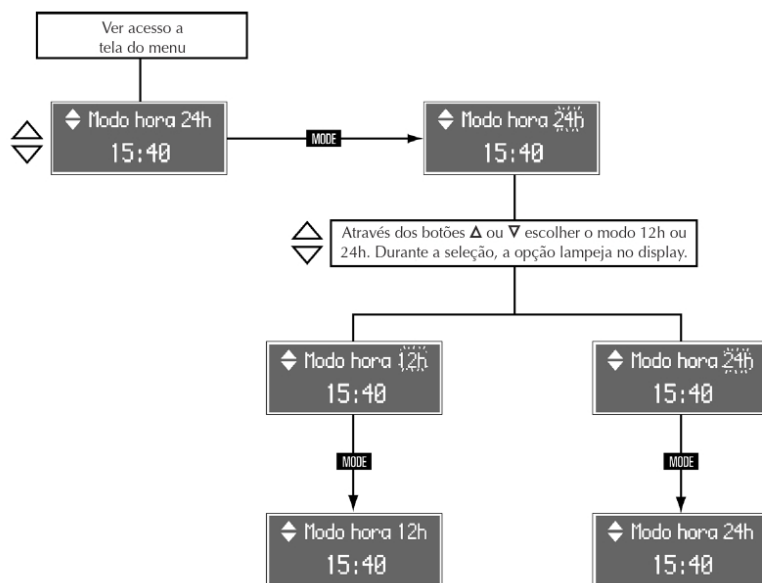 Ver acesso a
tela do menu
Modo hora 24h
15:40
MODE
Modo hora 24h
15:40
Através dos botões Δ ou ∇ escolher o modo 12h ou
24h. Durante a seleção, a opção lampeja no display.
Modo hora 12h
15:40
Modo hora 24h
15:40
MODE
MODE
Modo hora 12h
15:40
Modo hora 24h
15:40